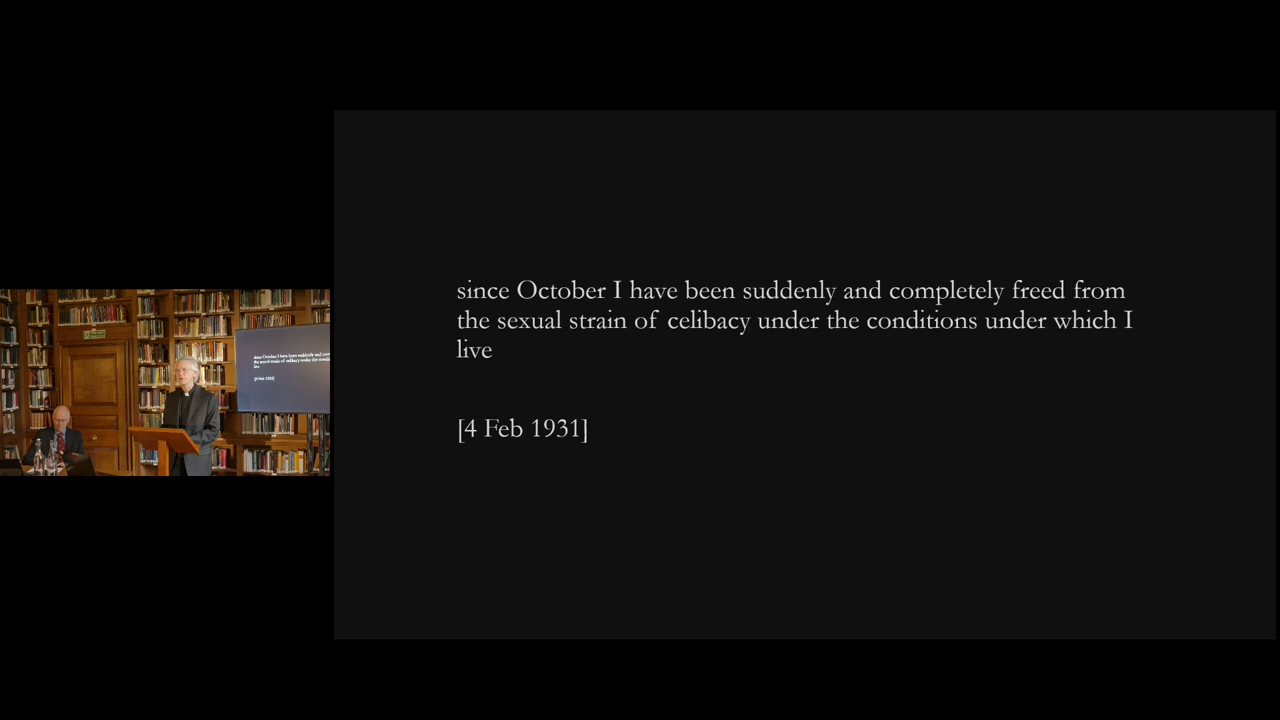 since October I have been suddenly and completely freed from
the sexual strain of celibacy under the conditions under which I
live
[4 Feb 1931]